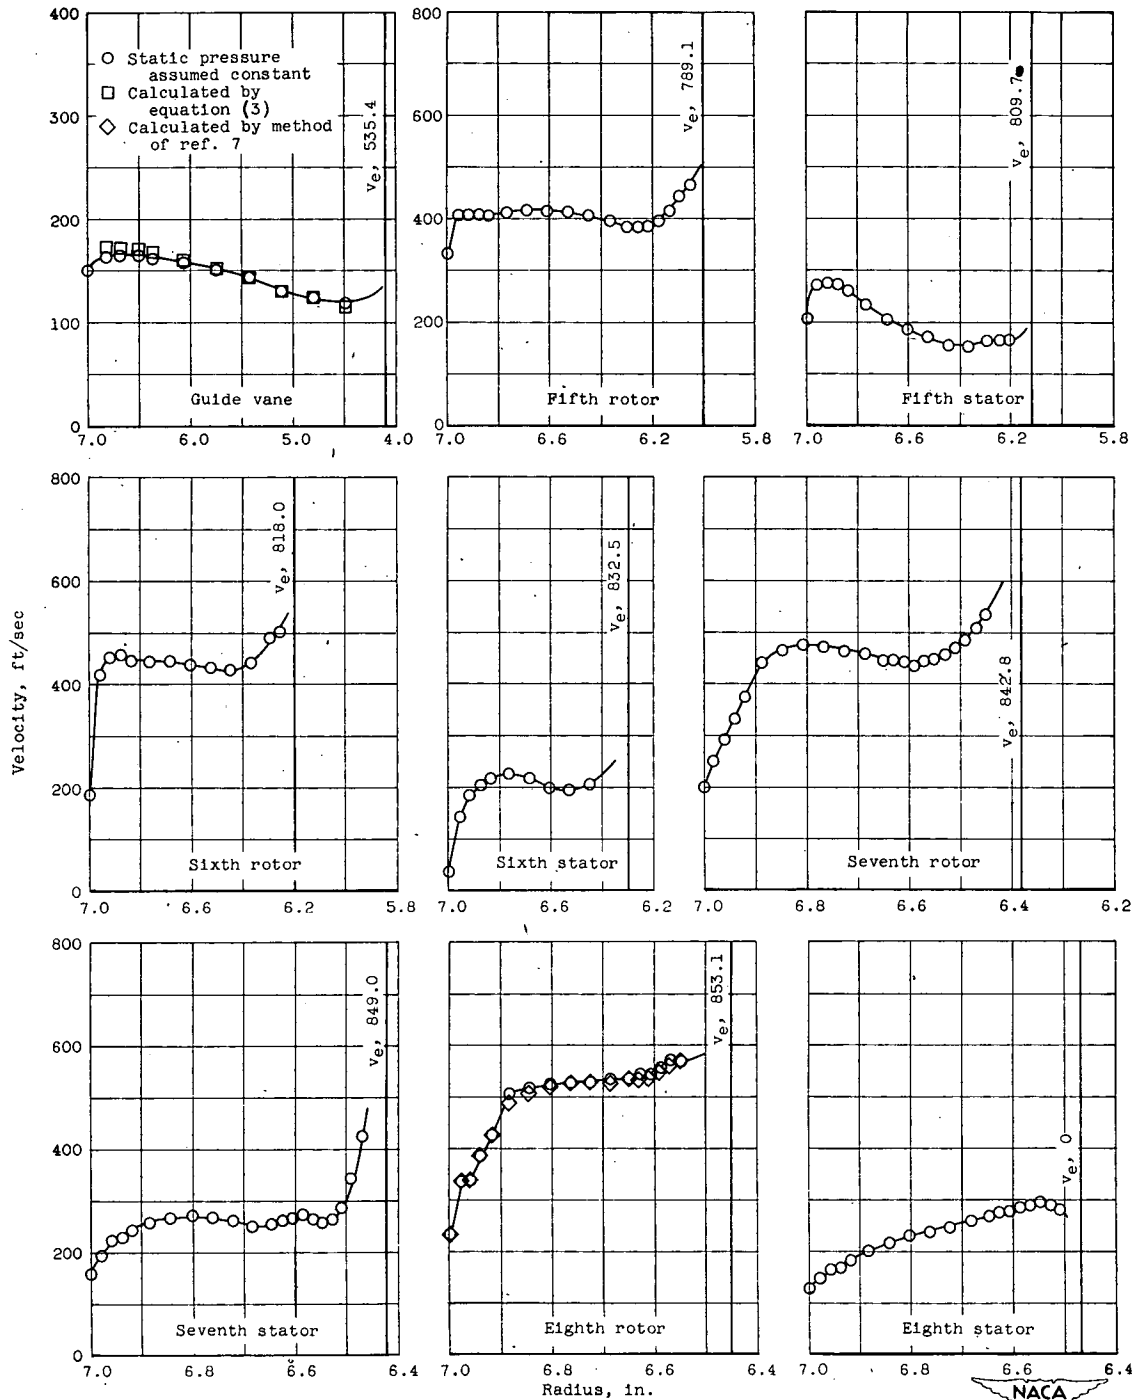 400
300
200
100
0
○ Static pressure
assumed constant
□ Calculated by
equation (3)
◇ Calculated by method
of ref. 7
ve, 535.4
Guide vane
7.0 6.0 5.0 4.0
800
600
400
200
0
ve, 789.1
Fifth rotor
7.0 6.6 6.2 5.8
ve, 809.7
Fifth stator
7.0 6.6 6.2 5.8
Velocity, ft/sec
800
600
400
200
0
ve, 818.0
Sixth rotor
7.0 6.6 6.2 5.8
ve, 832.5
Sixth stator
7.0 6.6 6.2
ve, 842.8
Seventh rotor
7.0 6.8 6.6 6.4 6.2
800
600
400
200
0
ve, 849.0
Seventh stator
7.0 6.8 6.6 6.4
ve, 853.1
Eighth rotor
7.0 6.8 6.6 6.4
ve, 0
Eighth stator
7.0 6.8 6.6 6.4
Radius, in.
NACA